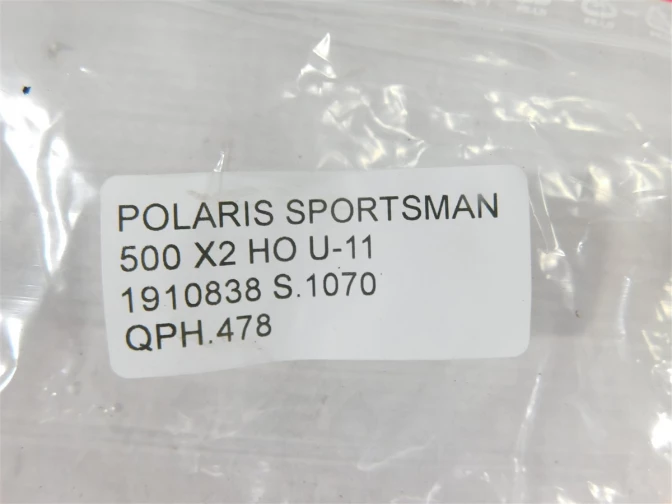 POLARIS SPORTSMAN
500 X2 HO U-11
1910838 S.1070
QPH.478